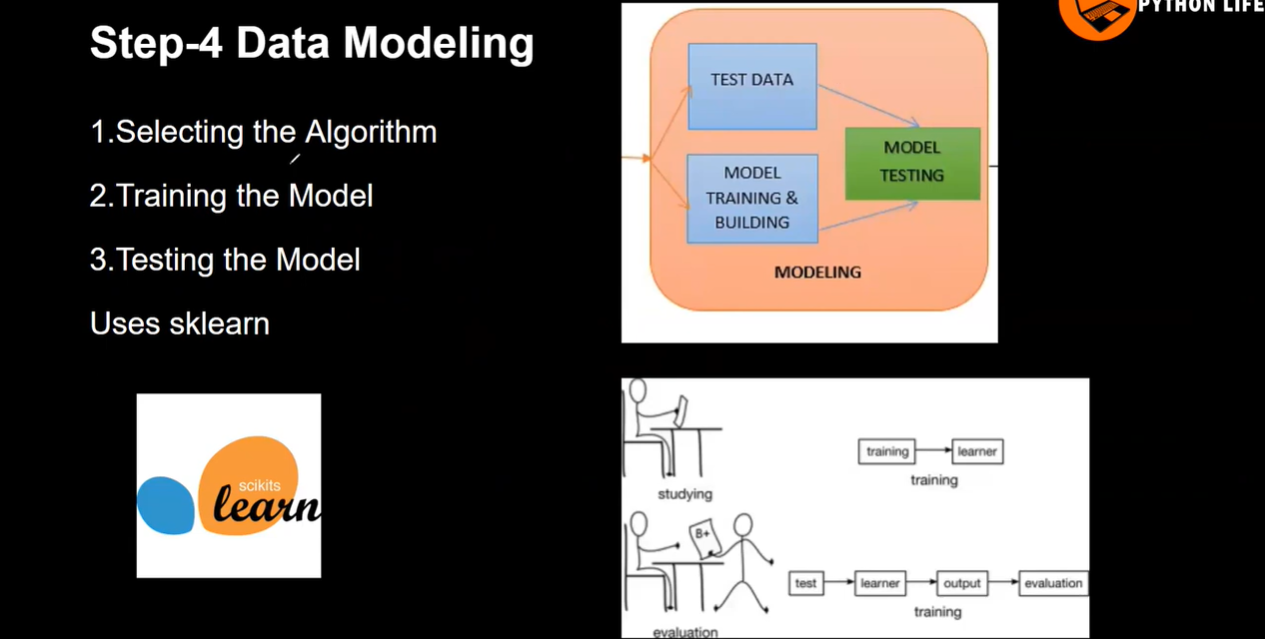 PYTHON LIFE
Step-4 Data Modeling
1.Selecting the Algorithm
2.Training the Model
3.Testing the Model
Uses sklearn
scikits
learn
TEST DATA
MODEL
TRAINING &
BUILDING
MODEL
TESTING
MODELING
studying
training
learner
training
B+
evaluation
test
learner
output
evaluation
training